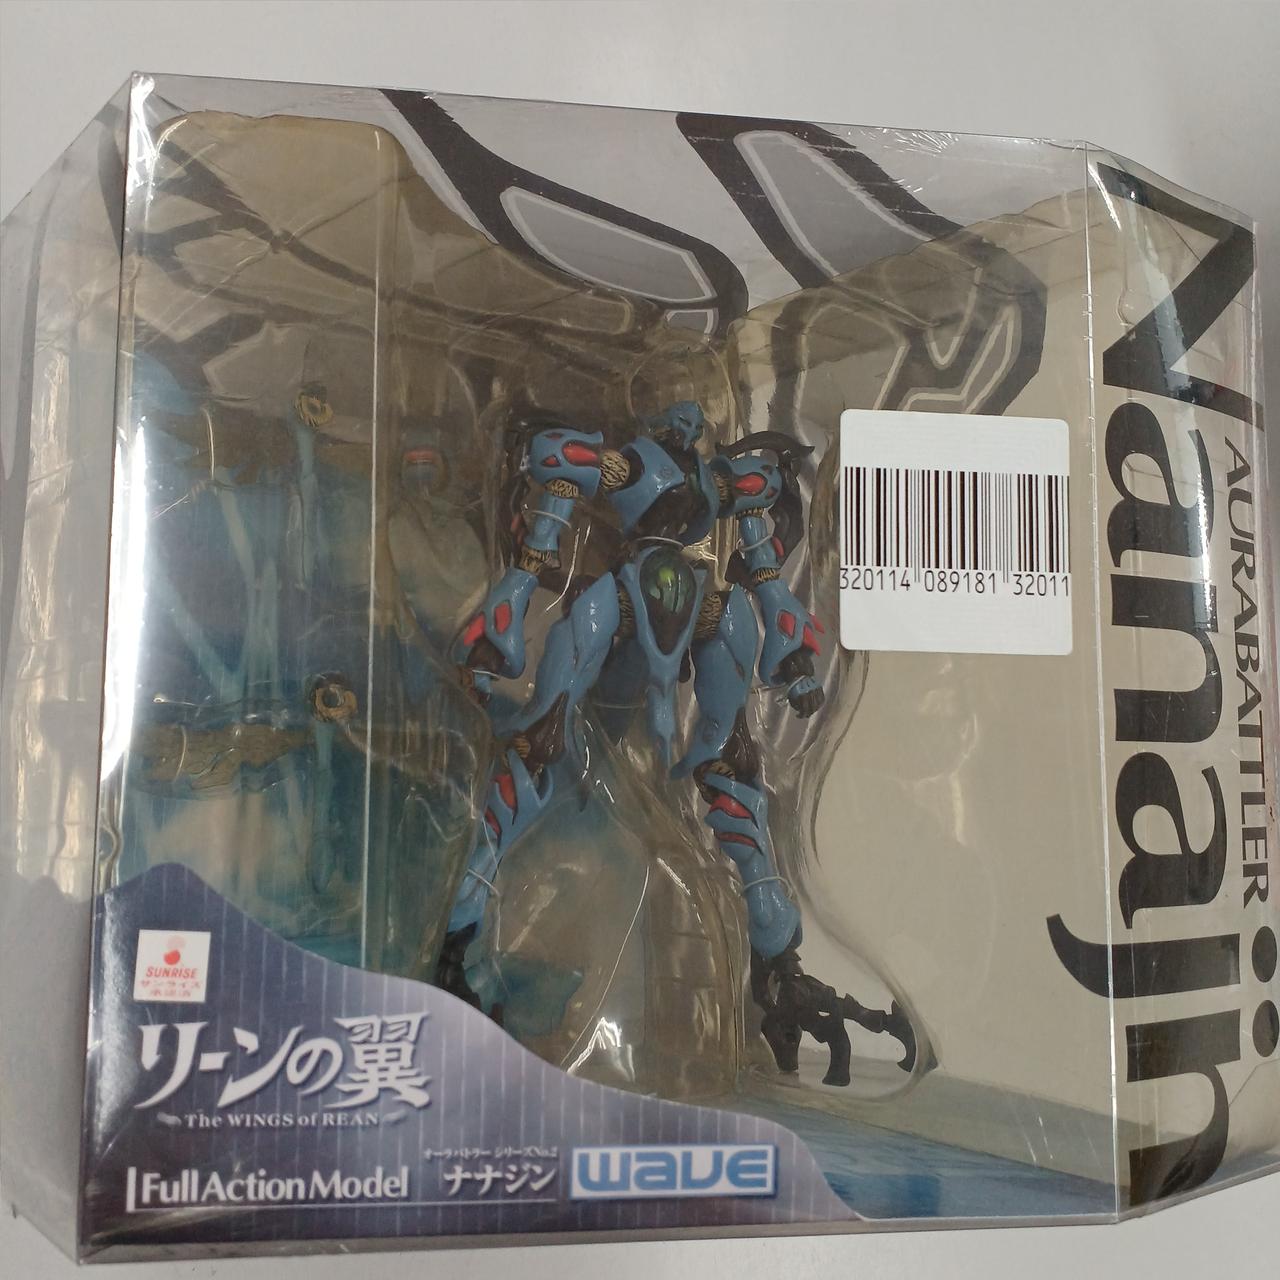 Nanajin
AURABATTLER
320114 089181 32011
SUNRISE
サンライズ
承認済
リーンの翼
The WINGS of REAN
Full Action Model
オーラバトラー シリーズNo.2
ナナジン
wave